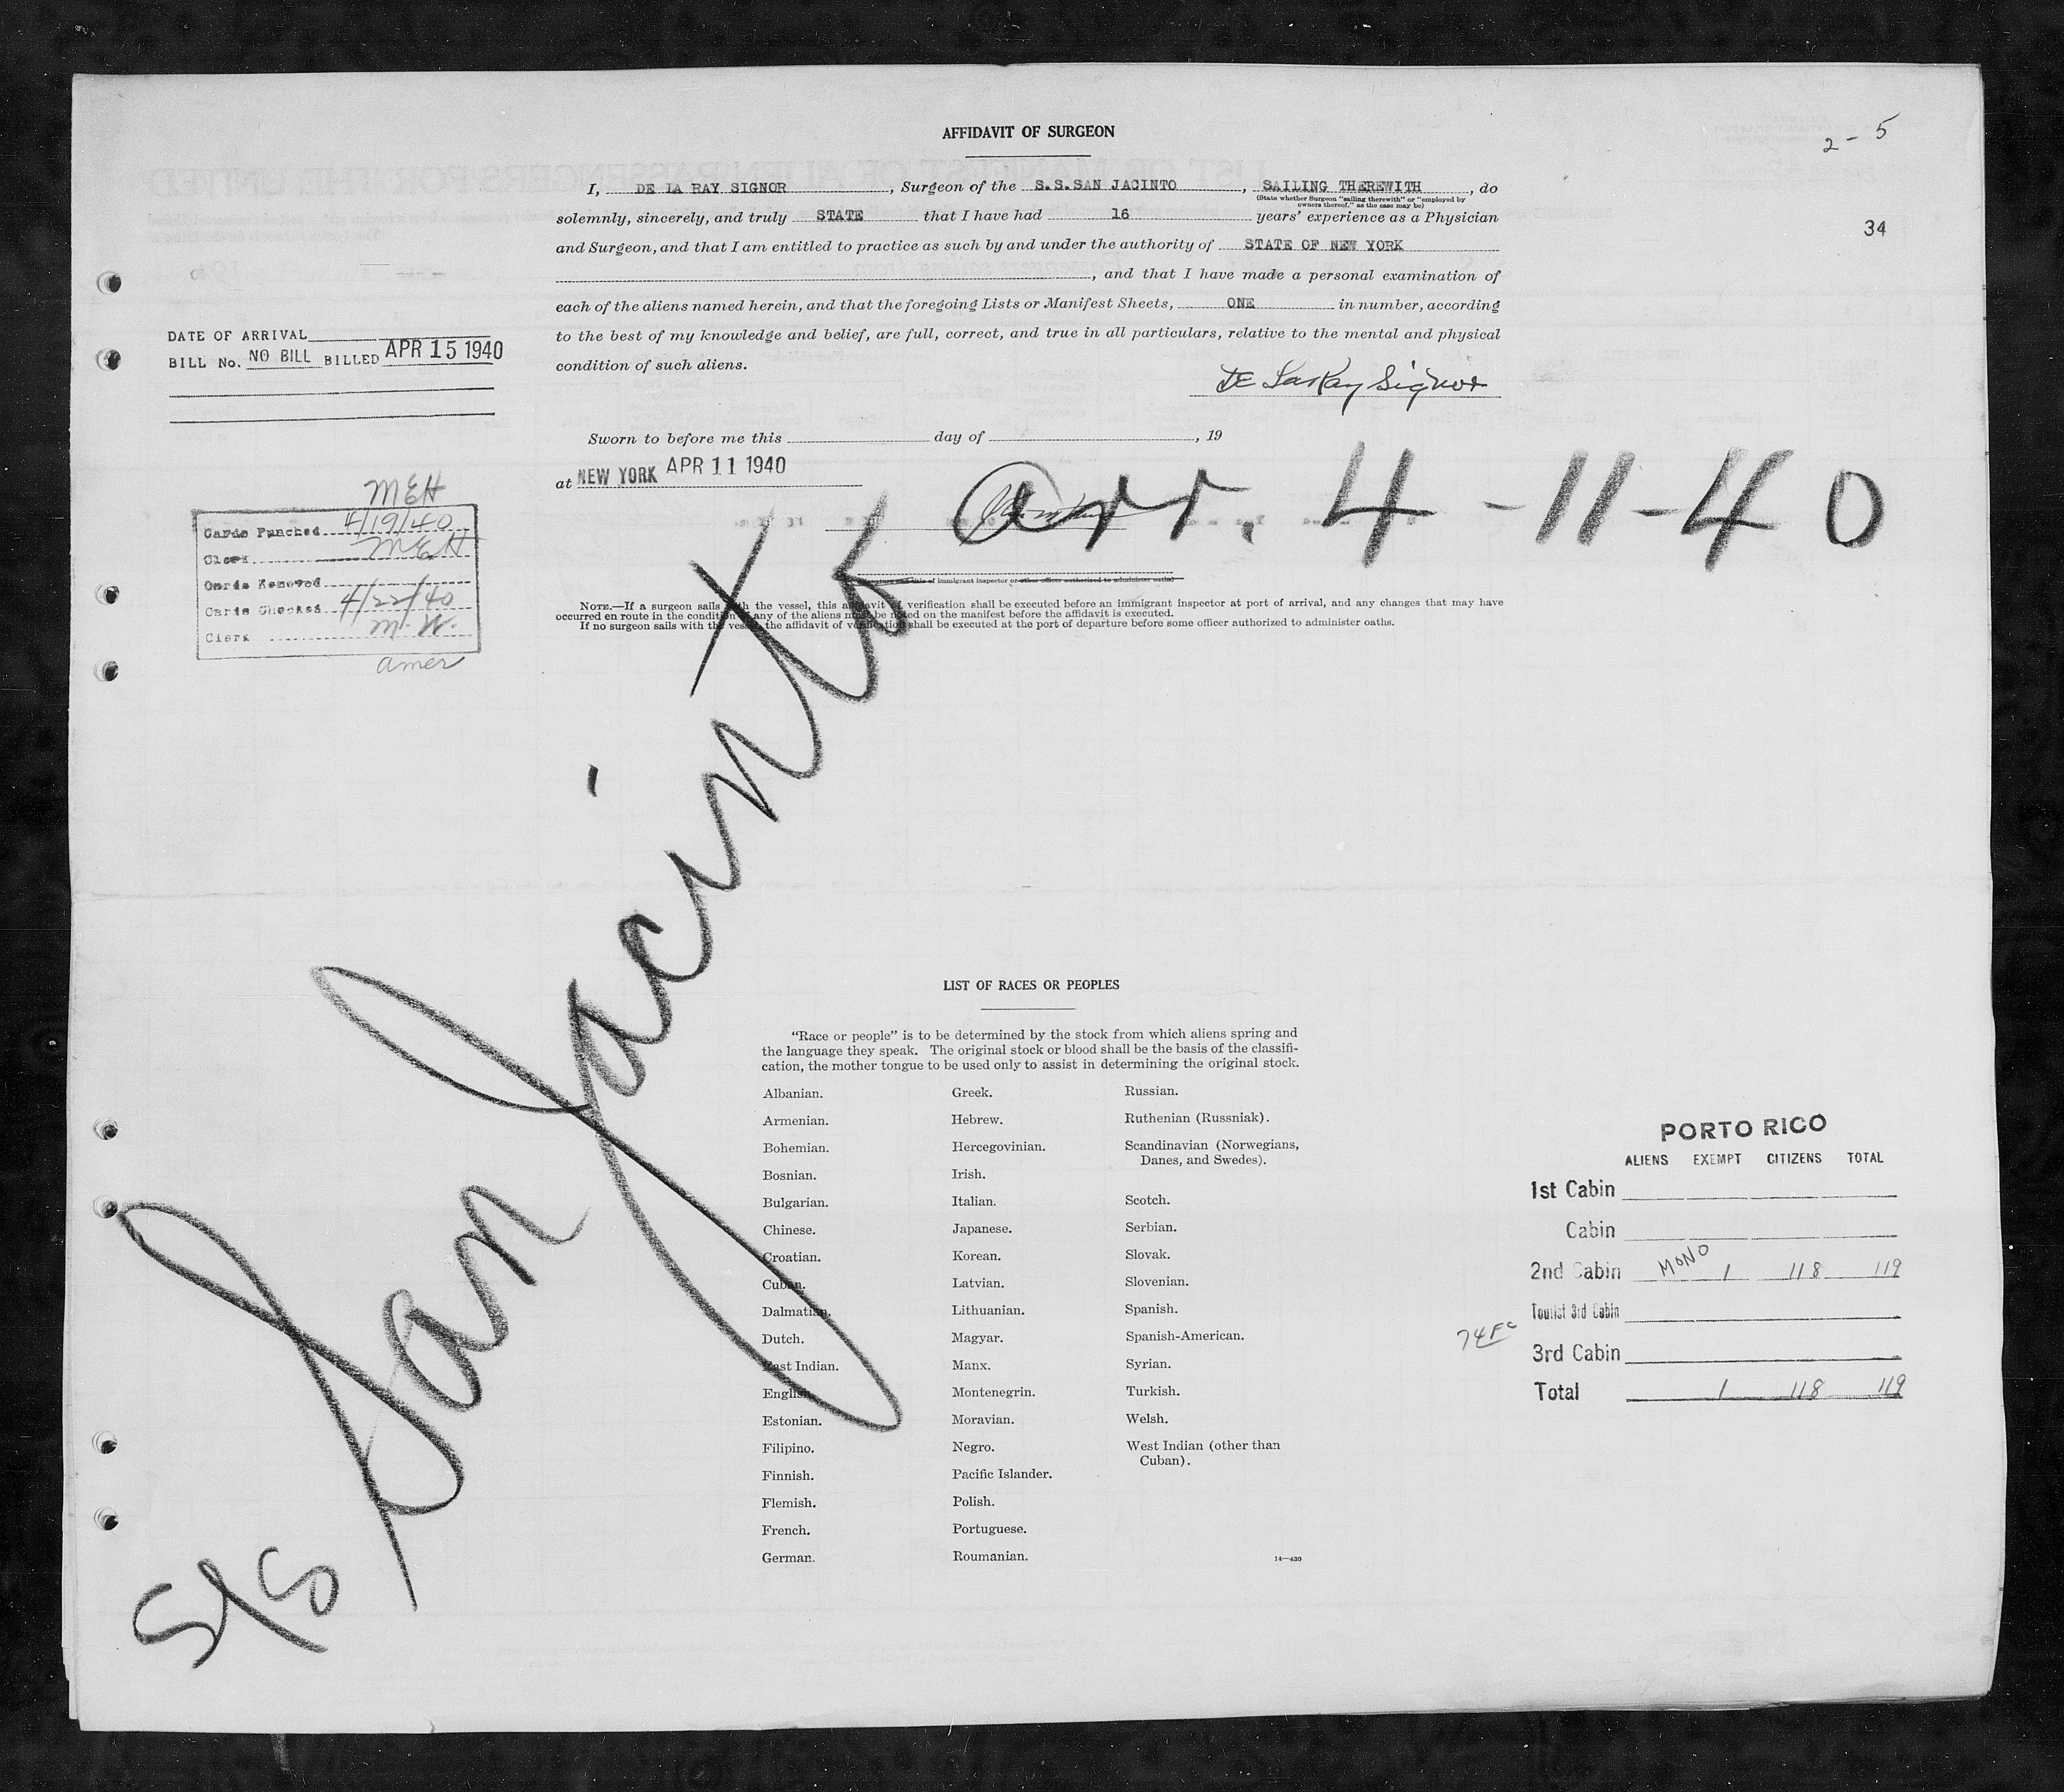 AFFIDAVIT OF SURGEON
2 - 5
I, DE LA RAY SIGNOR, Surgeon of the S.S.SAN JACINTO, SAILING THEREWITH, do
(State whether Surgeon "sailing therewith" or "employed by
owners thereof," as the case may be)
solemnly, sincerely, and truly STATE that I have had 16 years' experience as a Physician
34
and Surgeon, and that I am entitled to practice as such by and under the authority of STATE OF NEW YORK
, and that I have made a personal examination of
each of the aliens named herein, and that the foregoing Lists or Manifest Sheets, ONE in number, according
to the best of my knowledge and belief, are full, correct, and true in all particulars, relative to the mental and physical
condition of such aliens.
DATE OF ARRIVAL
BILL No. NO BILL BILLED APR 15 1940
De LaRay Signor
Sworn to before me this day of , 19
at NEW YORK APR 11 1940
arr. 4-11-40
MEH
Cards Punched 4/19/40
Clerk MEH
Cards Removed
Cards Checked 4/22/40
Clerk M.W.
amer
of immigrant inspector or other officer authorized to administer oaths)
NOTE.—If a surgeon sails with the vessel, this affidavit of verification shall be executed before an immigrant inspector at port of arrival, and any changes that may have
occurred en route in the condition of any of the aliens must be noted on the manifest before the affidavit is executed.
If no surgeon sails with the vessel, the affidavit of verification shall be executed at the port of departure before some officer authorized to administer oaths.
S/S San Jacinto
LIST OF RACES OR PEOPLES
"Race or people" is to be determined by the stock from which aliens spring and
the language they speak. The original stock or blood shall be the basis of the classifi-
cation, the mother tongue to be used only to assist in determining the original stock.
Albanian.
Armenian.
Bohemian.
Bosnian.
Bulgarian.
Chinese.
Croatian.
Cuban.
Dalmatian.
Dutch.
East Indian.
English.
Estonian.
Filipino.
Finnish.
Flemish.
French.
German.
Greek.
Hebrew.
Hercegovinian.
Irish.
Italian.
Japanese.
Korean.
Latvian.
Lithuanian.
Magyar.
Manx.
Montenegrin.
Moravian.
Negro.
Pacific Islander.
Polish.
Portuguese.
Roumanian.
Russian.
Ruthenian (Russniak).
Scandinavian (Norwegians,
Danes, and Swedes).
Scotch.
Serbian.
Slovak.
Slovenian.
Spanish.
Spanish-American.
Syrian.
Turkish.
Welsh.
West Indian (other than
Cuban).
14—430
PORTO RICO
ALIENS EXEMPT CITIZENS TOTAL
1st Cabin
Cabin
2nd Cabin MONO 1 118 119
Tourist 3rd Cabin
3rd Cabin
Total 1 118 119